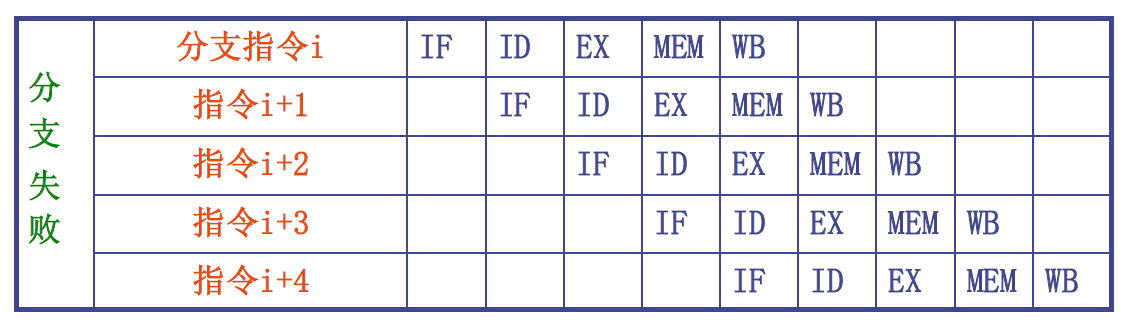 分支失败
分支指令i IF ID EX MEM WB
指令i+1 IF ID EX MEM WB
指令i+2 IF ID EX MEM WB
指令i+3 IF ID EX MEM WB
指令i+4 IF ID EX MEM WB